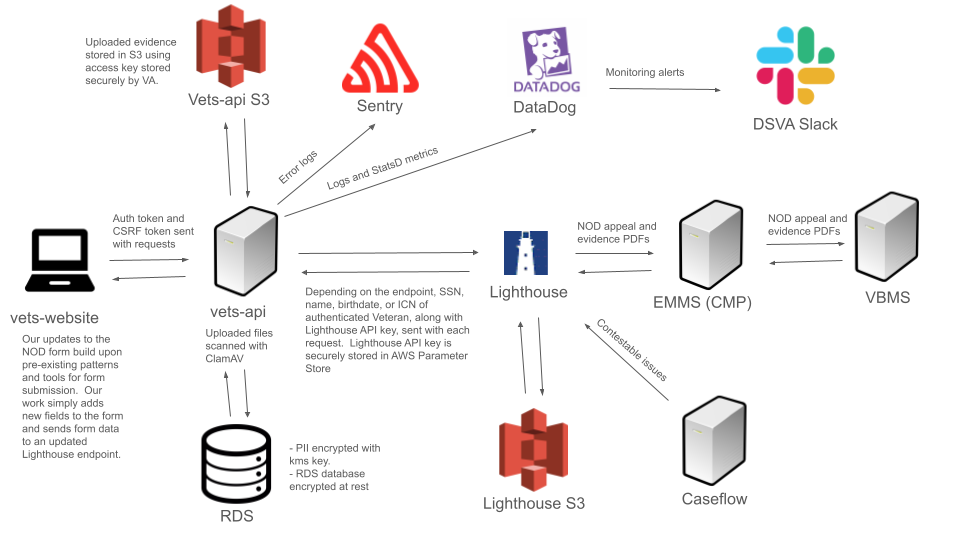 Uploaded evidence
stored in S3 using
access key stored
securely by VA.
Vets-api S3
Sentry
DATADOG
DataDog
Monitoring alerts
DSVA Slack
Error logs
Logs and StatsD metrics
Auth token and
CSRF token sent
with requests
NOD appeal and
evidence PDFs
NOD appeal and
evidence PDFs
vets-website
vets-api
Lighthouse
EMMS (CMP)
VBMS
Our updates to the
NOD form build upon
pre-existing patterns
and tools for form
submission. Our
work simply adds
new fields to the form
and sends form data
to an updated
Lighthouse endpoint.
Uploaded files
scanned with
ClamAV
Depending on the endpoint, SSN,
name, birthdate, or ICN of
authenticated Veteran, along with
Lighthouse API key, sent with each
request. Lighthouse API key is
securely stored in AWS Parameter
Store
Contestable issues
- PII encrypted with
kms key.
- RDS database
encrypted at rest
RDS
Lighthouse S3
Caseflow